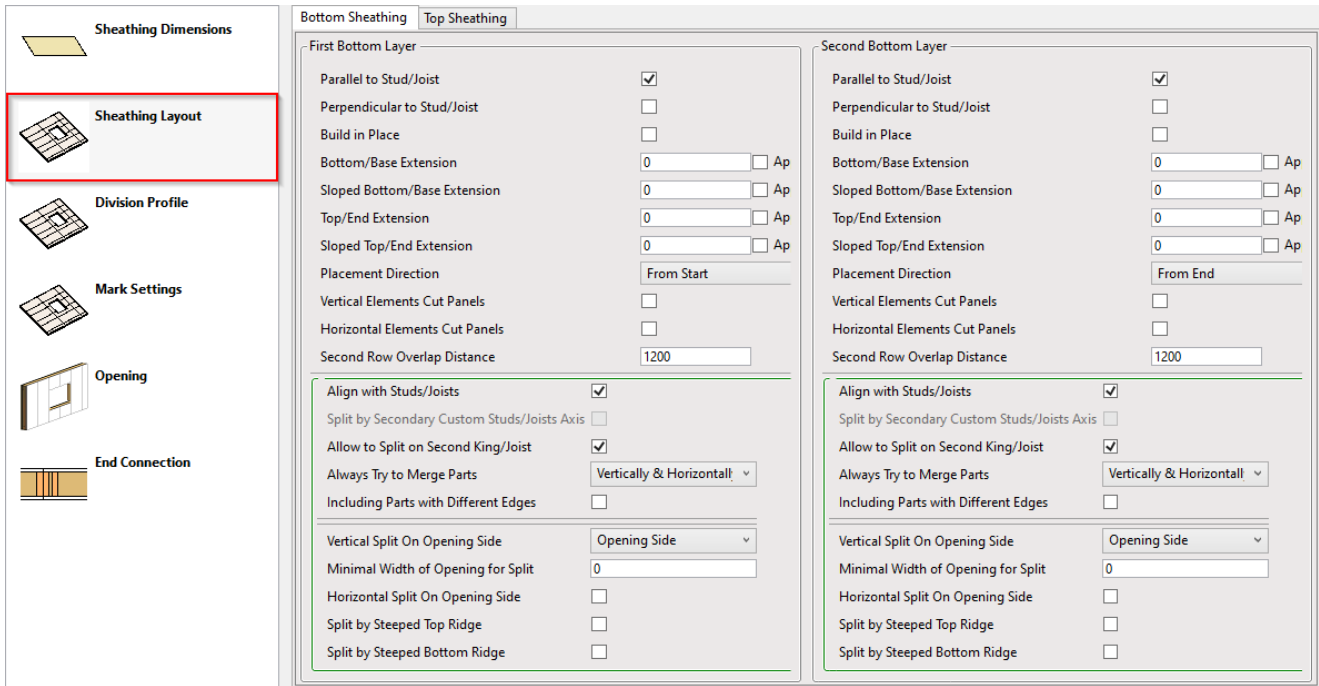 Sheathing Dimensions
Sheathing Layout
Division Profile
Mark Settings
Opening
End Connection
Bottom Sheathing Top Sheathing
First Bottom Layer
Parallel to Stud/Joist
Perpendicular to Stud/Joist
Build in Place
Bottom/Base Extension 0 Ap
Sloped Bottom/Base Extension 0 Ap
Top/End Extension 0 Ap
Sloped Top/End Extension 0 Ap
Placement Direction From Start
Vertical Elements Cut Panels
Horizontal Elements Cut Panels
Second Row Overlap Distance 1200
Align with Studs/Joists
Split by Secondary Custom Studs/Joists Axis
Allow to Split on Second King/Joist
Always Try to Merge Parts Vertically & Horizontall
Including Parts with Different Edges
Vertical Split On Opening Side Opening Side
Minimal Width of Opening for Split 0
Horizontal Split On Opening Side
Split by Steeped Top Ridge
Split by Steeped Bottom Ridge
Second Bottom Layer
Parallel to Stud/Joist
Perpendicular to Stud/Joist
Build in Place
Bottom/Base Extension 0 Ap
Sloped Bottom/Base Extension 0 Ap
Top/End Extension 0 Ap
Sloped Top/End Extension 0 Ap
Placement Direction From End
Vertical Elements Cut Panels
Horizontal Elements Cut Panels
Second Row Overlap Distance 1200
Align with Studs/Joists
Split by Secondary Custom Studs/Joists Axis
Allow to Split on Second King/Joist
Always Try to Merge Parts Vertically & Horizontall
Including Parts with Different Edges
Vertical Split On Opening Side Opening Side
Minimal Width of Opening for Split 0
Horizontal Split On Opening Side
Split by Steeped Top Ridge
Split by Steeped Bottom Ridge